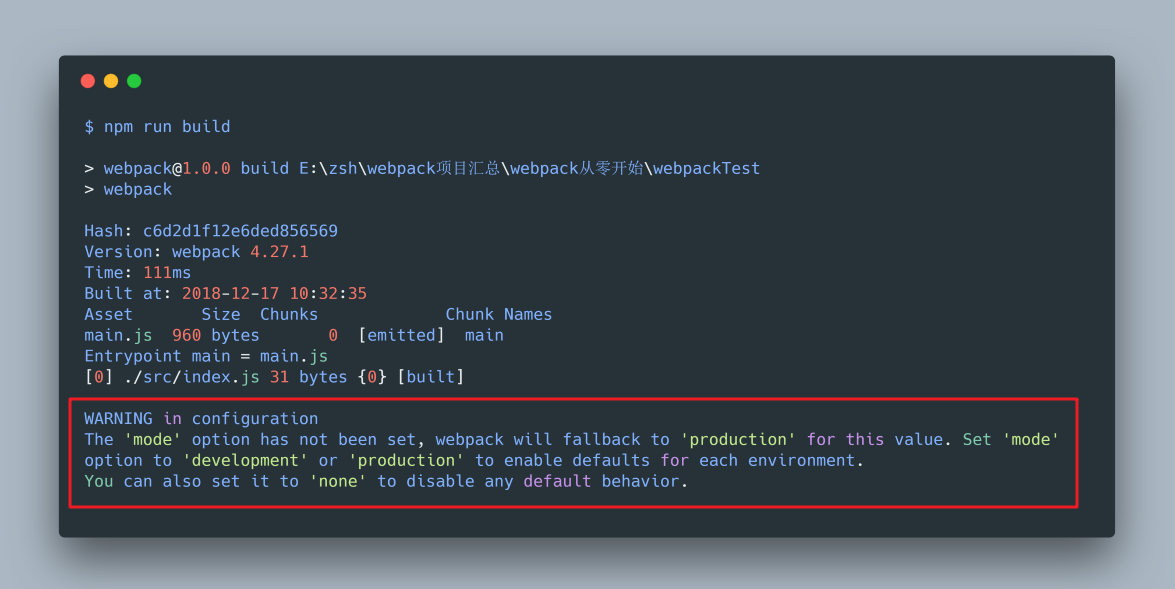 $ npm run build
> webpack@1.0.0 build E:\zsh\webpack项目汇总\webpack从零开始\webpackTest
> webpack
Hash: c6d2d1f12e6ded856569
Version: webpack 4.27.1
Time: 111ms
Built at: 2018-12-17 10:32:35
Asset       Size  Chunks             Chunk Names
main.js  960 bytes       0  [emitted]  main
Entrypoint main = main.js
[0] ./src/index.js 31 bytes {0} [built]
WARNING in configuration
The 'mode' option has not been set, webpack will fallback to 'production' for this value. Set 'mode'
option to 'development' or 'production' to enable defaults for each environment.
You can also set it to 'none' to disable any default behavior.